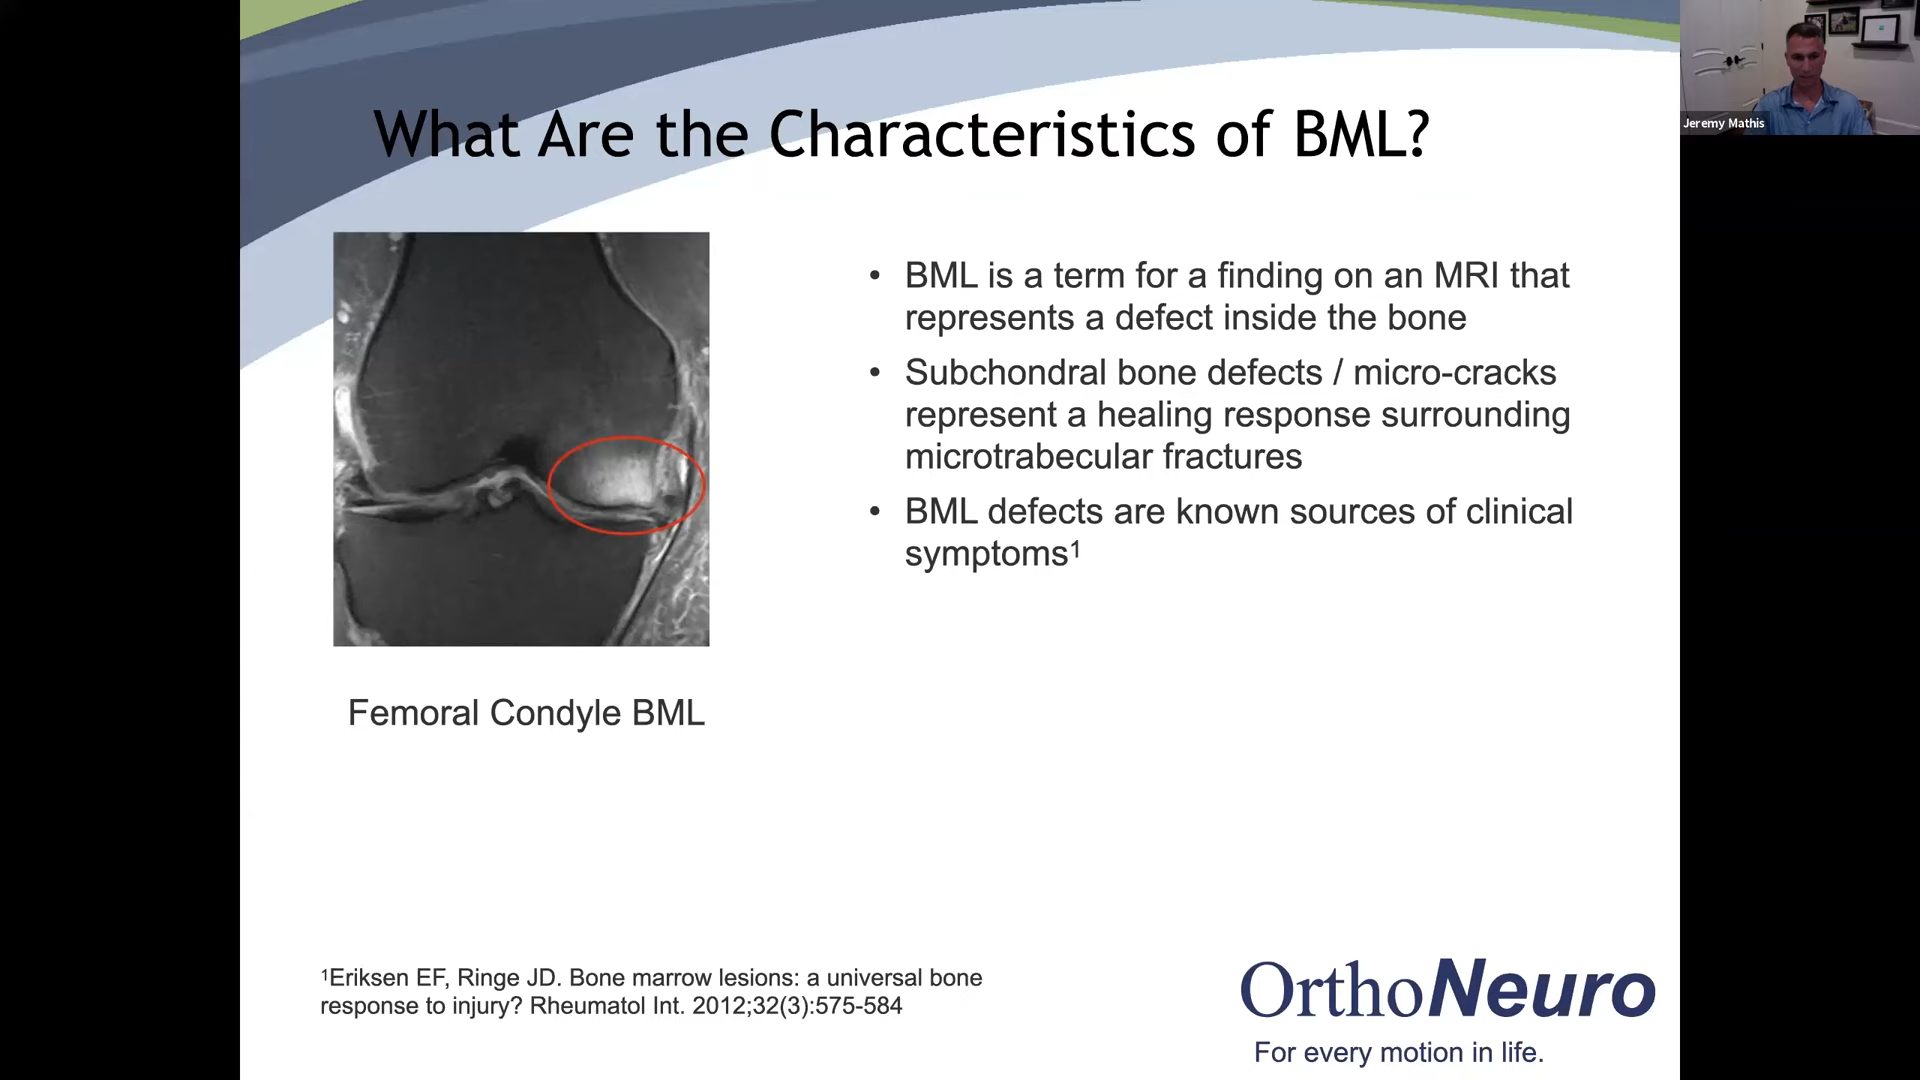 What Are the Characteristics of BML?
Jeremy Mathis
• BML is a term for a finding on an MRI that
represents a defect inside the bone
• Subchondral bone defects / micro-cracks
represent a healing response surrounding
microtrabecular fractures
• BML defects are known sources of clinical
symptoms¹
Femoral Condyle BML
¹Eriksen EF, Ringe JD. Bone marrow lesions: a universal bone
response to injury? Rheumatol Int. 2012;32(3):575-584
OrthoNeuro
For every motion in life.